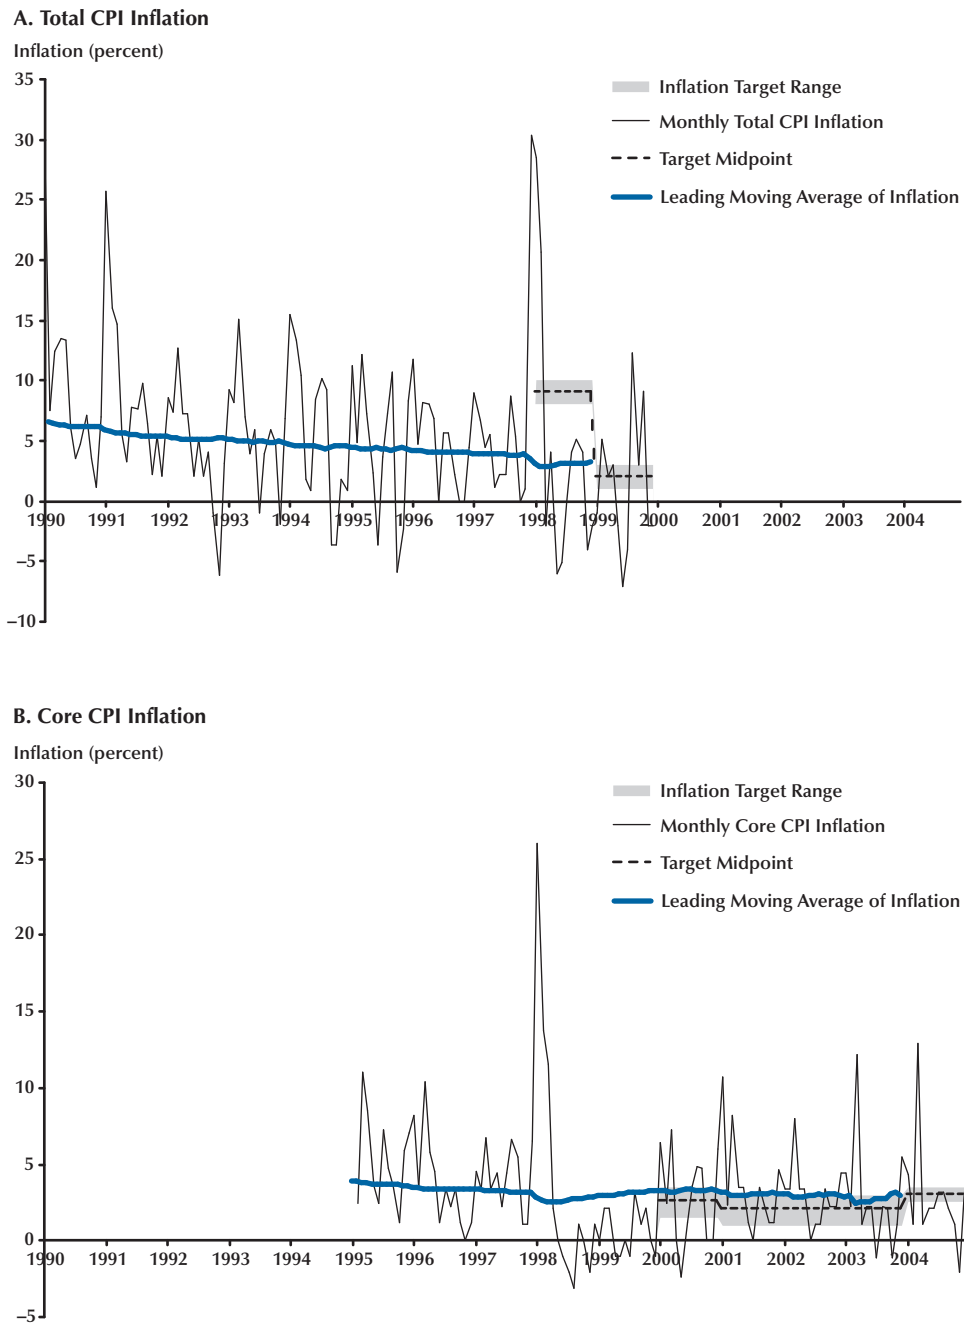 A. Total CPI Inflation
Inflation (percent)
35
30
25
20
15
10
5
0
–5
–10
Inflation Target Range
Monthly Total CPI Inflation
Target Midpoint
Leading Moving Average of Inflation
1990 1991 1992 1993 1994 1995 1996 1997 1998 1999 2000 2001 2002 2003 2004
B. Core CPI Inflation
Inflation (percent)
30
25
20
15
10
5
0
–5
Inflation Target Range
Monthly Core CPI Inflation
Target Midpoint
Leading Moving Average of Inflation
1990 1991 1992 1993 1994 1995 1996 1997 1998 1999 2000 2001 2002 2003 2004